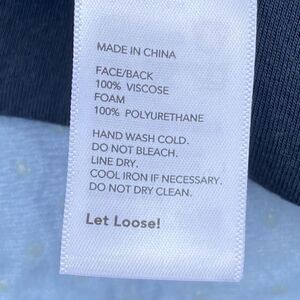 MADE IN CHINA
FACE/BACK
100% VISCOSE
FOAM
100% POLYURETHANE
HAND WASH COLD.
DO NOT BLEACH.
LINE DRY.
COOL IRON IF NECESSARY.
DO NOT DRY CLEAN.
Let Loose!